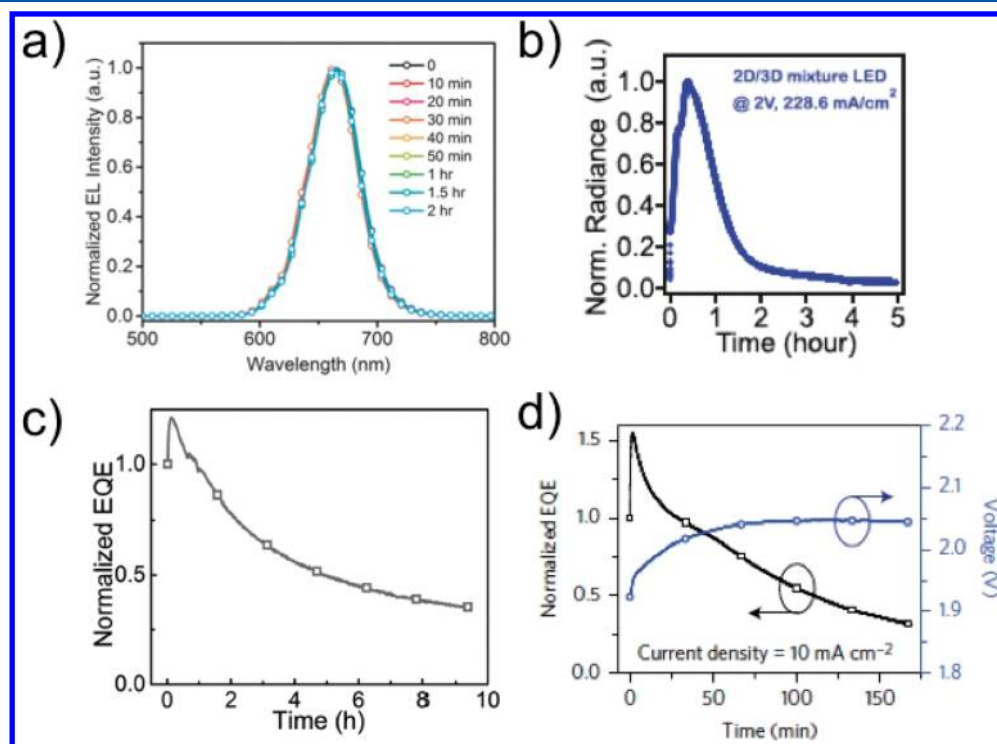 a)
Normalized EL Intensity (a.u.)
1.0
0.8
0.6
0.4
0.2
0.0
500
600
700
800
Wavelength (nm)
0
10 min
20 min
30 min
40 min
50 min
1 hr
1.5 hr
2 hr
b)
Norm. Radiance (a.u.)
1.0
0.8
0.6
0.4
0.2
0.0
0
1
2
3
4
5
Time (hour)
2D/3D mixture LED
@ 2V, 228.6 mA/cm²
c)
Normalized EQE
1.0
0.5
0.0
0
2
4
6
8
10
Time (h)
d)
Normalized EQE
1.5
1.0
0.5
0.0
0
50
100
150
Time (min)
Current density = 10 mA cm⁻²
2.2
2.1
2.0
1.9
1.8
Voltage (V)